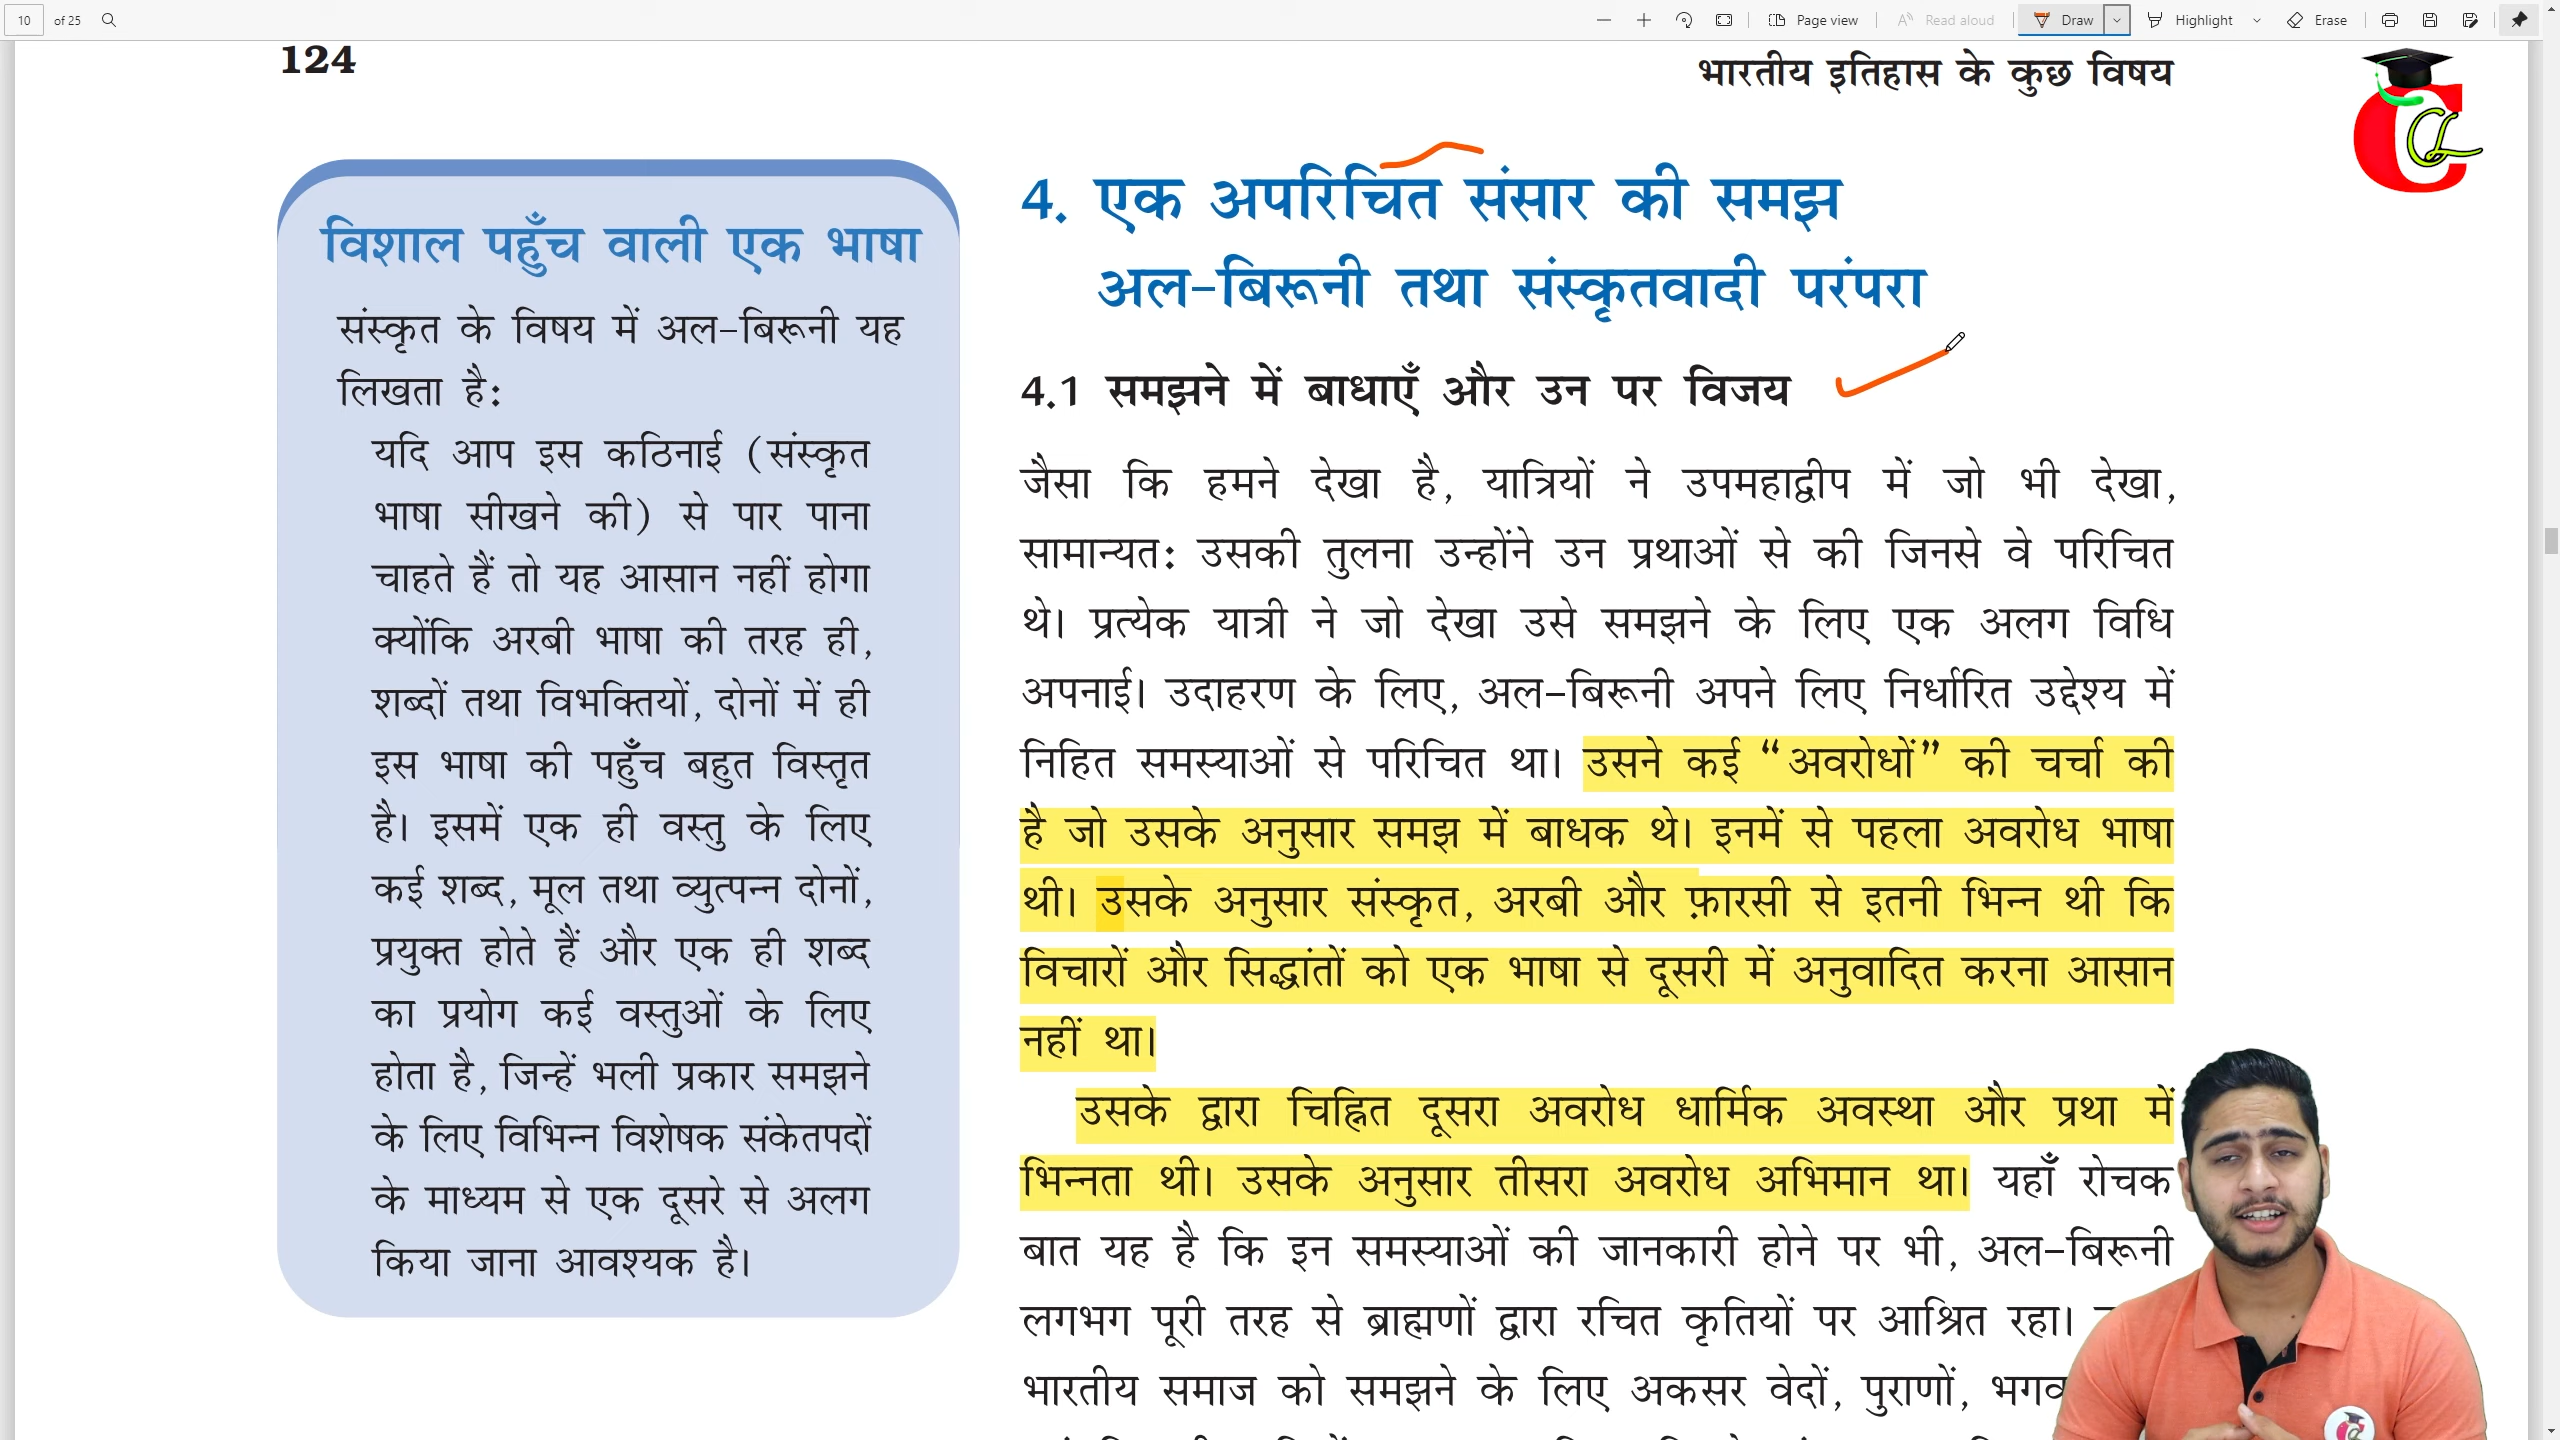 10 of 25
Page view
Read aloud
Draw
Highlight
Erase
124
भारतीय इतिहास के कुछ विषय
विशाल पहुँच वाली एक भाषा
संस्कृत के विषय में अल-बिरूनी यह
लिखता है:
यदि आप इस कठिनाई (संस्कृत
भाषा सीखने की) से पार पाना
चाहते हैं तो यह आसान नहीं होगा
क्योंकि अरबी भाषा की तरह ही,
शब्दों तथा विभक्तियों, दोनों में ही
इस भाषा की पहुँच बहुत विस्तृत
है। इसमें एक ही वस्तु के लिए
कई शब्द, मूल तथा व्युत्पन्न दोनों,
प्रयुक्त होते हैं और एक ही शब्द
का प्रयोग कई वस्तुओं के लिए
होता है, जिन्हें भली प्रकार समझने
के लिए विभिन्न विशेषक संकेतपदों
के माध्यम से एक दूसरे से अलग
किया जाना आवश्यक है।
4. एक अपरिचित संसार की समझ
अल-बिरूनी तथा संस्कृतवादी परंपरा
4.1 समझने में बाधाएँ और उन पर विजय
जैसा कि हमने देखा है, यात्रियों ने उपमहाद्वीप में जो भी देखा,
सामान्यतः उसकी तुलना उन्होंने उन प्रथाओं से की जिनसे वे परिचित
थे। प्रत्येक यात्री ने जो देखा उसे समझने के लिए एक अलग विधि
अपनाई। उदाहरण के लिए, अल-बिरूनी अपने लिए निर्धारित उद्देश्य में
निहित समस्याओं से परिचित था। उसने कई “अवरोधों” की चर्चा की
है जो उसके अनुसार समझ में बाधक थे। इनमें से पहला अवरोध भाषा
थी। उसके अनुसार संस्कृत, अरबी और फ़ारसी से इतनी भिन्न थी कि
विचारों और सिद्धांतों को एक भाषा से दूसरी में अनुवादित करना आसान
नहीं था।
उसके द्वारा चिह्नित दूसरा अवरोध धार्मिक अवस्था और प्रथा में
भिन्नता थी। उसके अनुसार तीसरा अवरोध अभिमान था। यहाँ रोचक
बात यह है कि इन समस्याओं की जानकारी होने पर भी, अल-बिरूनी
लगभग पूरी तरह से ब्राह्मणों द्वारा रचित कृतियों पर आश्रित रहा।
भारतीय समाज को समझने के लिए अकसर वेदों, पुराणों,